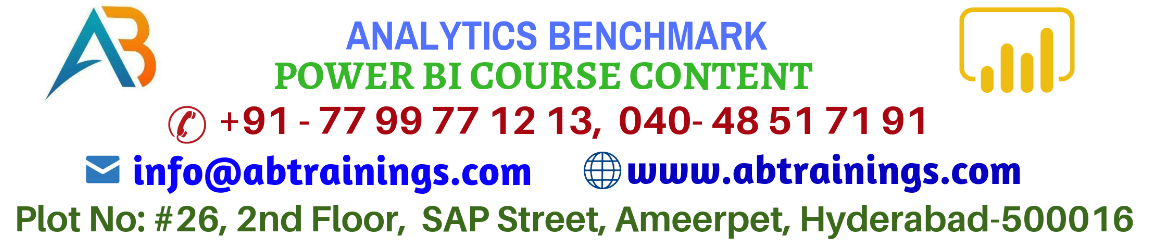 AB
ANALYTICS BENCHMARK
POWER BI COURSE CONTENT
+91 - 77 99 77 12 13, 040- 48 51 71 91
info@abtrainings.com www.abtrainings.com
Plot No: #26, 2nd Floor, SAP Street, Ameerpet, Hyderabad-500016